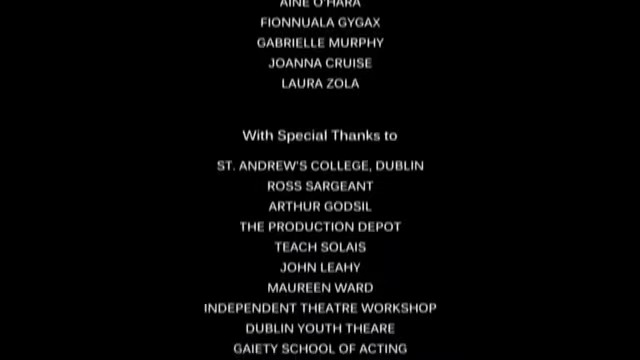 AINE O'HARA
FIONNUALA GYGAX
GABRIELLE MURPHY
JOANNA CRUISE
LAURA ZOLA
With Special Thanks to
ST. ANDREW'S COLLEGE, DUBLIN
ROSS SARGEANT
ARTHUR GODSIL
THE PRODUCTION DEPOT
TEACH SOLAIS
JOHN LEAHY
MAUREEN WARD
INDEPENDENT THEATRE WORKSHOP
DUBLIN YOUTH THEARE
GAIETY SCHOOL OF ACTING